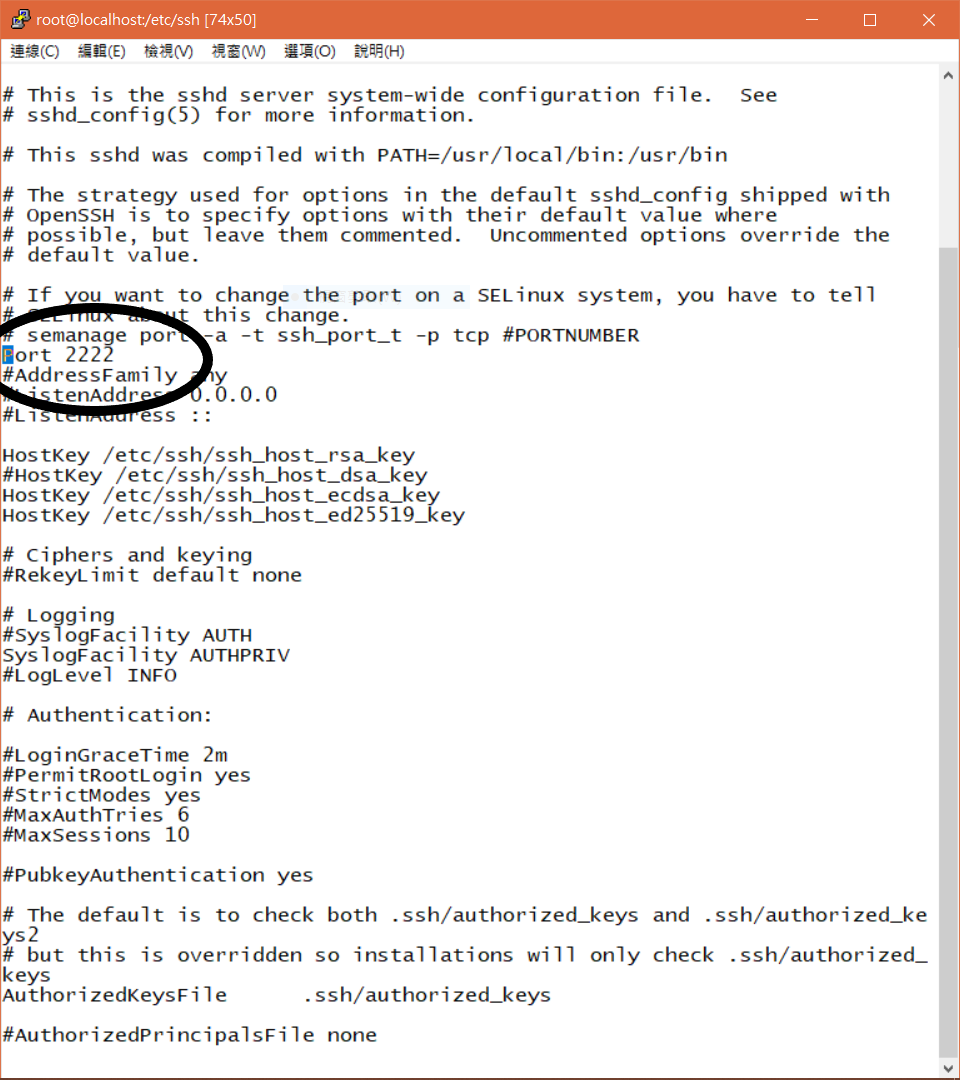 root@localhost:/etc/ssh [74x50]
連線(C) 編輯(E) 檢視(V) 視窗(W) 選項(O) 說明(H)
# This is the sshd server system-wide configuration file.  See
# sshd_config(5) for more information.
# This sshd was compiled with PATH=/usr/local/bin:/usr/bin
# The strategy used for options in the default sshd_config shipped with
# OpenSSH is to specify options with their default value where
# possible, but leave them commented.  Uncommented options override the
# default value.
# If you want to change the port on a SELinux system, you have to tell
# SELinux about this change.
# semanage port -a -t ssh_port_t -p tcp #PORTNUMBER
Port 2222
#AddressFamily any
#ListenAddress 0.0.0.0
#ListenAddress ::
HostKey /etc/ssh/ssh_host_rsa_key
#HostKey /etc/ssh/ssh_host_dsa_key
HostKey /etc/ssh/ssh_host_ecdsa_key
HostKey /etc/ssh/ssh_host_ed25519_key
# Ciphers and keying
#RekeyLimit default none
# Logging
#SyslogFacility AUTH
SyslogFacility AUTHPRIV
#LogLevel INFO
# Authentication:
#LoginGraceTime 2m
#PermitRootLogin yes
#StrictModes yes
#MaxAuthTries 6
#MaxSessions 10
#PubkeyAuthentication yes
# The default is to check both .ssh/authorized_keys and .ssh/authorized_ke
ys2
# but this is overridden so installations will only check .ssh/authorized_
keys
AuthorizedKeysFile      .ssh/authorized_keys
#AuthorizedPrincipalsFile none